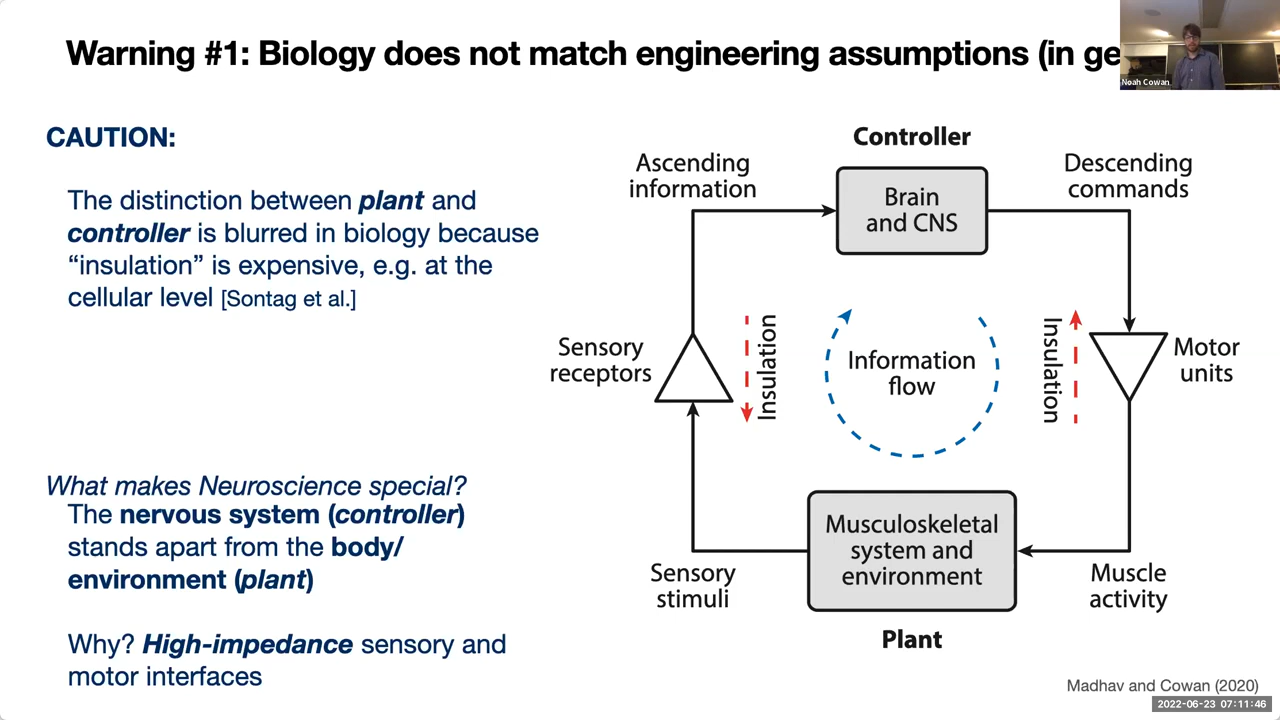 Warning #1: Biology does not match engineering assumptions (in ge
Noah Cowan
CAUTION:
The distinction between plant and
controller is blurred in biology because
“insulation” is expensive, e.g. at the
cellular level [Sontag et al.]
What makes Neuroscience special?
The nervous system (controller)
stands apart from the body/
environment (plant)
Why? High-impedance sensory and
motor interfaces
Controller
Ascending
information
Brain
and CNS
Descending
commands
Sensory
receptors
Insulation
Information
flow
Insulation
Motor
units
Musculoskeletal
system and
environment
Sensory
stimuli
Muscle
activity
Plant
Madhav and Cowan (2020)
2022-06-23 07:11:46